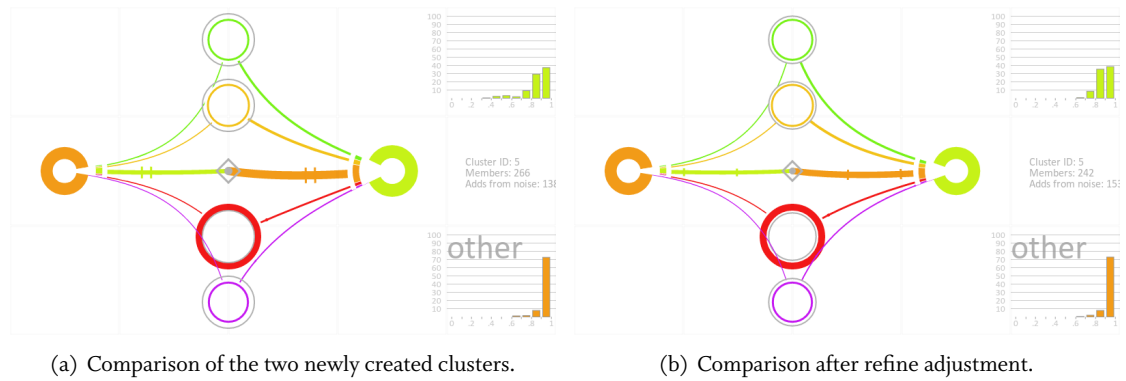 100
90
80
70
60
50
40
30
20
10
0 .2 .4 .6 .8 1
Cluster ID: 5
Members: 266
Adds from noise: 138
other
100
90
80
70
60
50
40
30
20
10
0 .2 .4 .6 .8 1
100
90
80
70
60
50
40
30
20
10
0 .2 .4 .6 .8 1
Cluster ID: 5
Members: 242
Adds from noise: 153
other
100
90
80
70
60
50
40
30
20
10
0 .2 .4 .6 .8 1
(a) Comparison of the two newly created clusters.
(b) Comparison after refine adjustment.